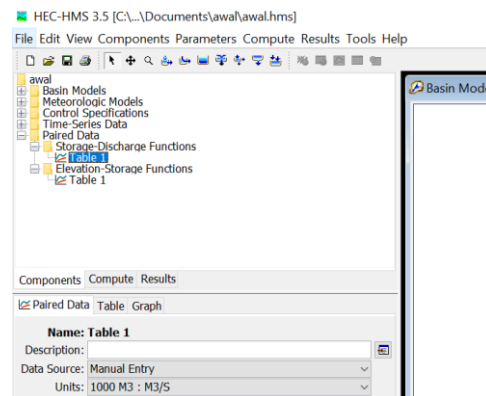 HEC-HMS 3.5 [C:\...\Documents\awal\awal.hms]
File Edit View Components Parameters Compute Results Tools Help
awal
Basin Models
Meteorologic Models
Control Specifications
Time-Series Data
Paired Data
Storage-Discharge Functions
Table 1
Elevation-Storage Functions
Table 1
Basin Mode
Components Compute Results
Paired Data Table Graph
Name: Table 1
Description:
Data Source: Manual Entry
Units: 1000 M3 : M3/S